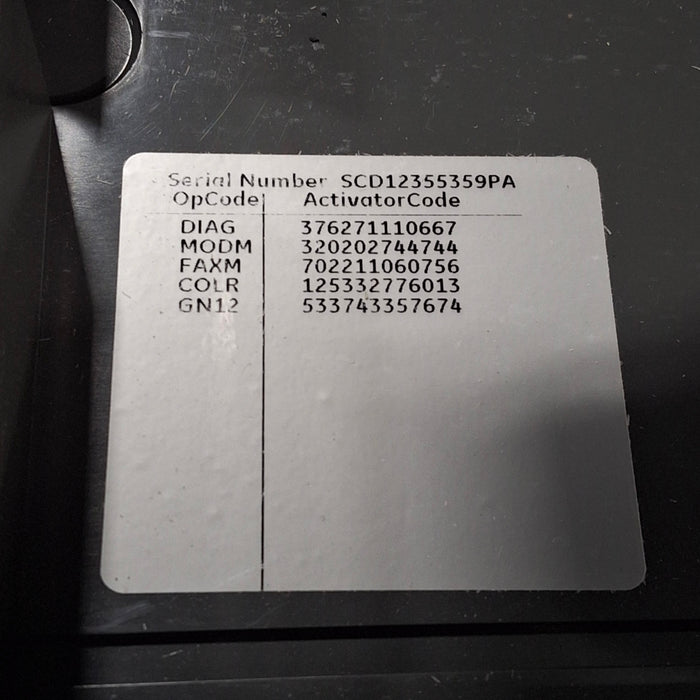 Serial Number SCD12355359PA
OpCode ActivatorCode
DIAG 376271110667
MODM 320202744744
FAXM 702211060756
COLR 125332776013
GN12 533743357674